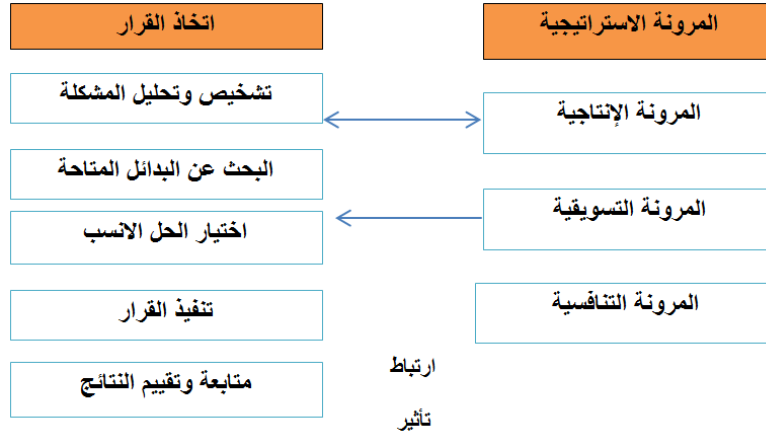 المرونة الاستراتيجية
المرونة الإنتاجية
المرونة التسويقية
المرونة التنافسية
اتخاذ القرار
تشخيص وتحليل المشكلة
البحث عن البدائل المتاحة
اختيار الحل الانسب
تنفيذ القرار
متابعة وتقييم النتائج
ارتباط
تأثير